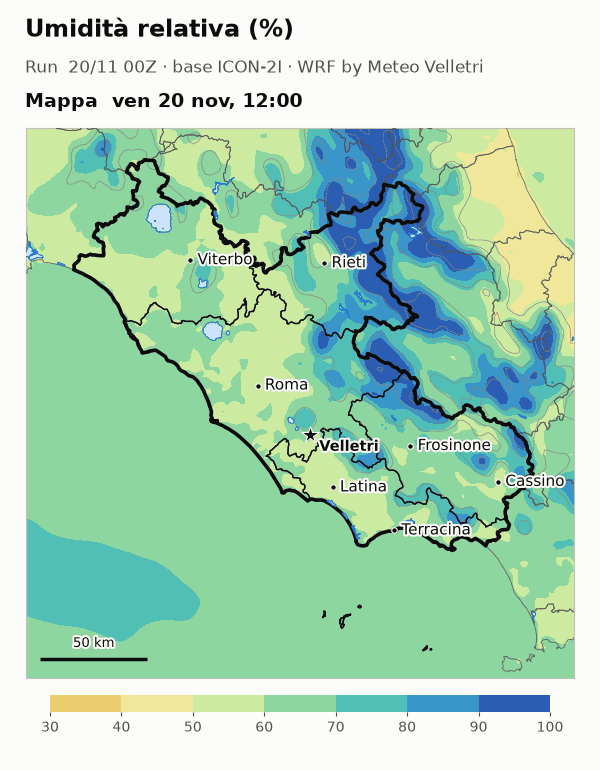 Umidità relativa (%)
Run  20/11 00Z · base ICON-2I · WRF by Meteo Velletri
Mappa  ven 20 nov, 12:00
Viterbo
Rieti
Roma
Velletri
Frosinone
Cassino
Latina
Terracina
50 km
30 40 50 60 70 80 90 100